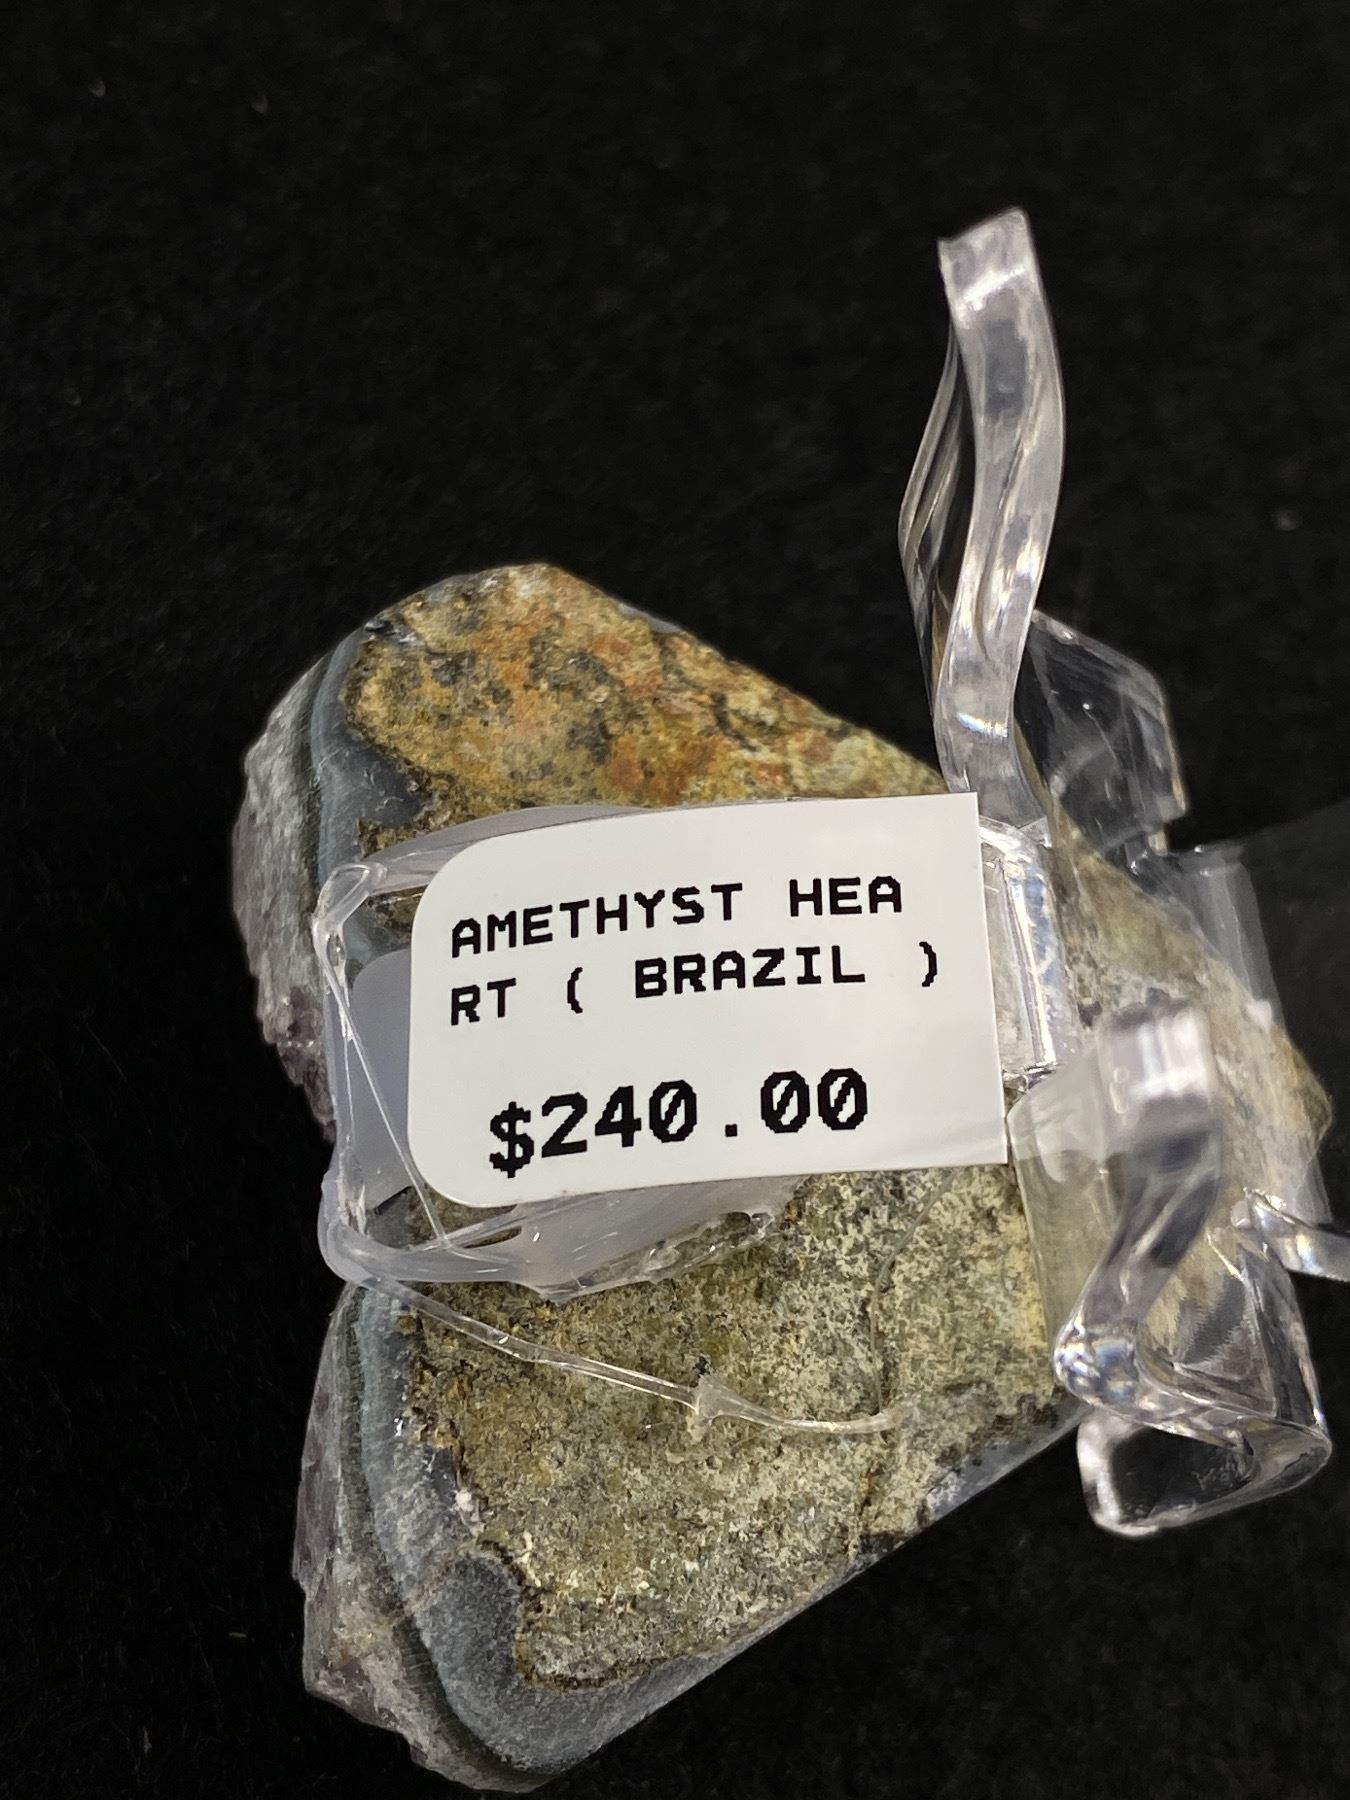 AMETHYST HEA
RT ( BRAZIL )
$240.00